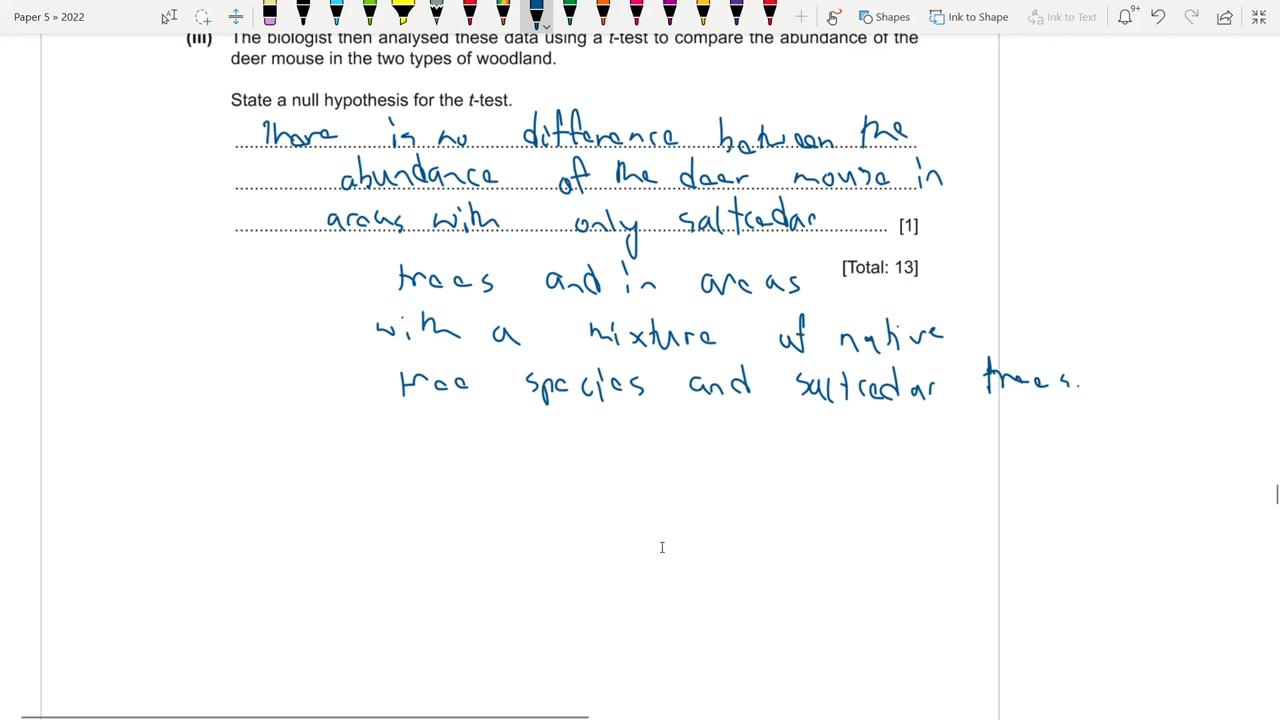 Paper 5 » 2022
Shapes
Ink to Shape
Ink to Text
9+
(iii) The biologist then analysed these data using a t-test to compare the abundance of the
deer mouse in the two types of woodland.
State a null hypothesis for the t-test.
There is no difference between the
abundance of the deer mouse in
areas with only saltcedar
[1]
[Total: 13]
trees and in areas
with a mixture of native
tree species and saltcedar trees.